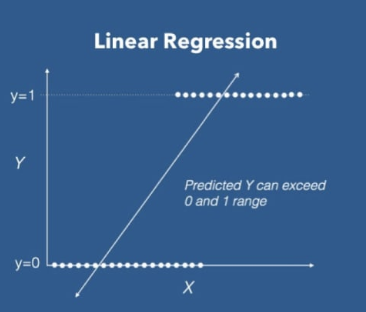 Linear Regression
y=1
Y
Predicted Y can exceed
0 and 1 range
y=0
X